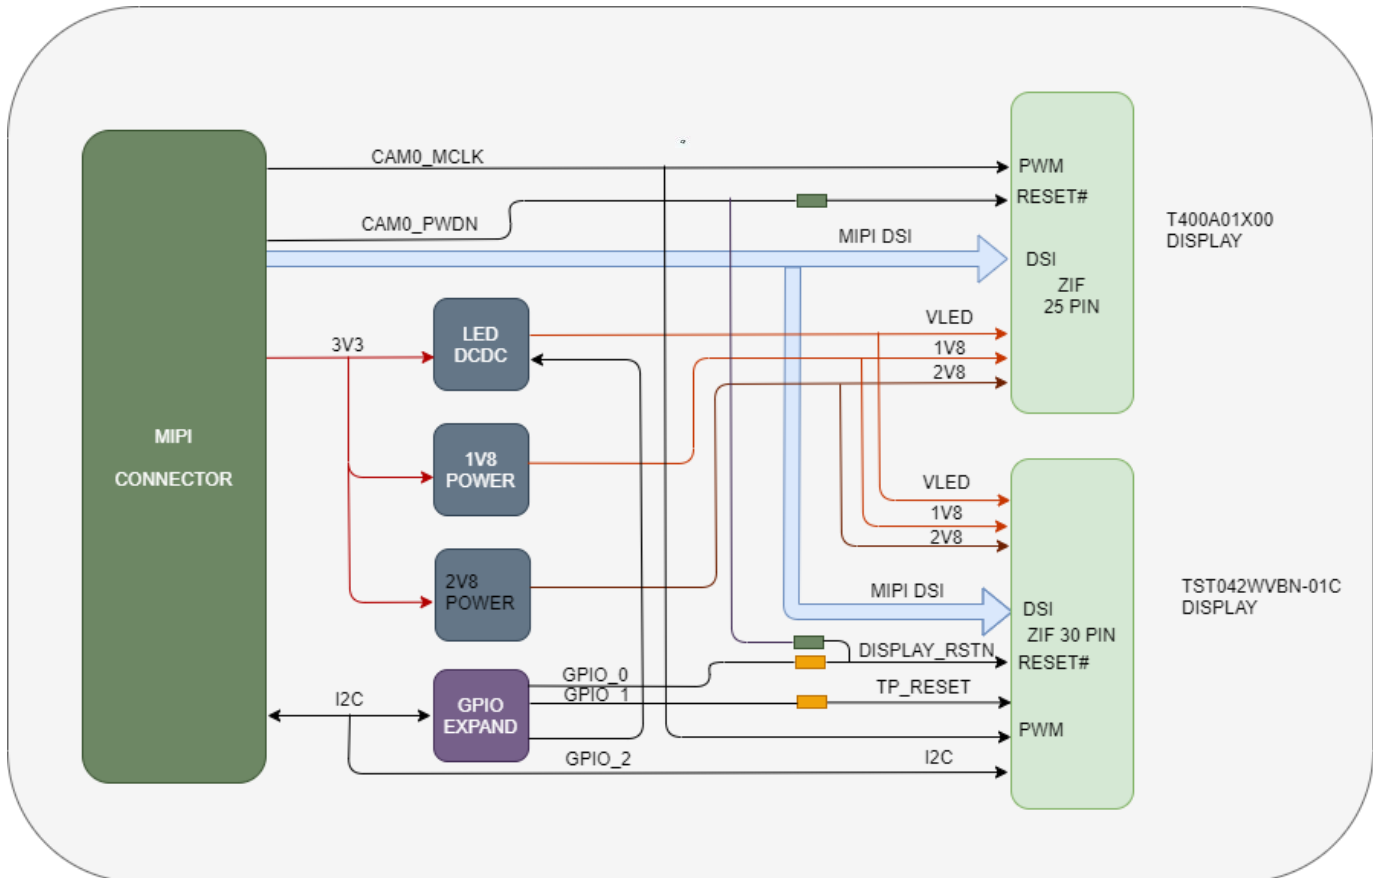 CAM0_MCLK
PWM
RESET#
CAM0_PWDN
T400A01X00
DISPLAY
MIPI DSI
DSI
ZIF
25 PIN
VLED
LED
DCDC
3V3
1V8
2V8
MIPI
CONNECTOR
1V8
POWER
VLED
1V8
2V8
2V8
POWER
MIPI DSI
TST042WVBN-01C
DISPLAY
DSI
ZIF 30 PIN
DISPLAY_RSTN
RESET#
GPIO_0
GPIO_1
TP_RESET
I2C
GPIO
EXPAND
PWM
GPIO_2
I2C